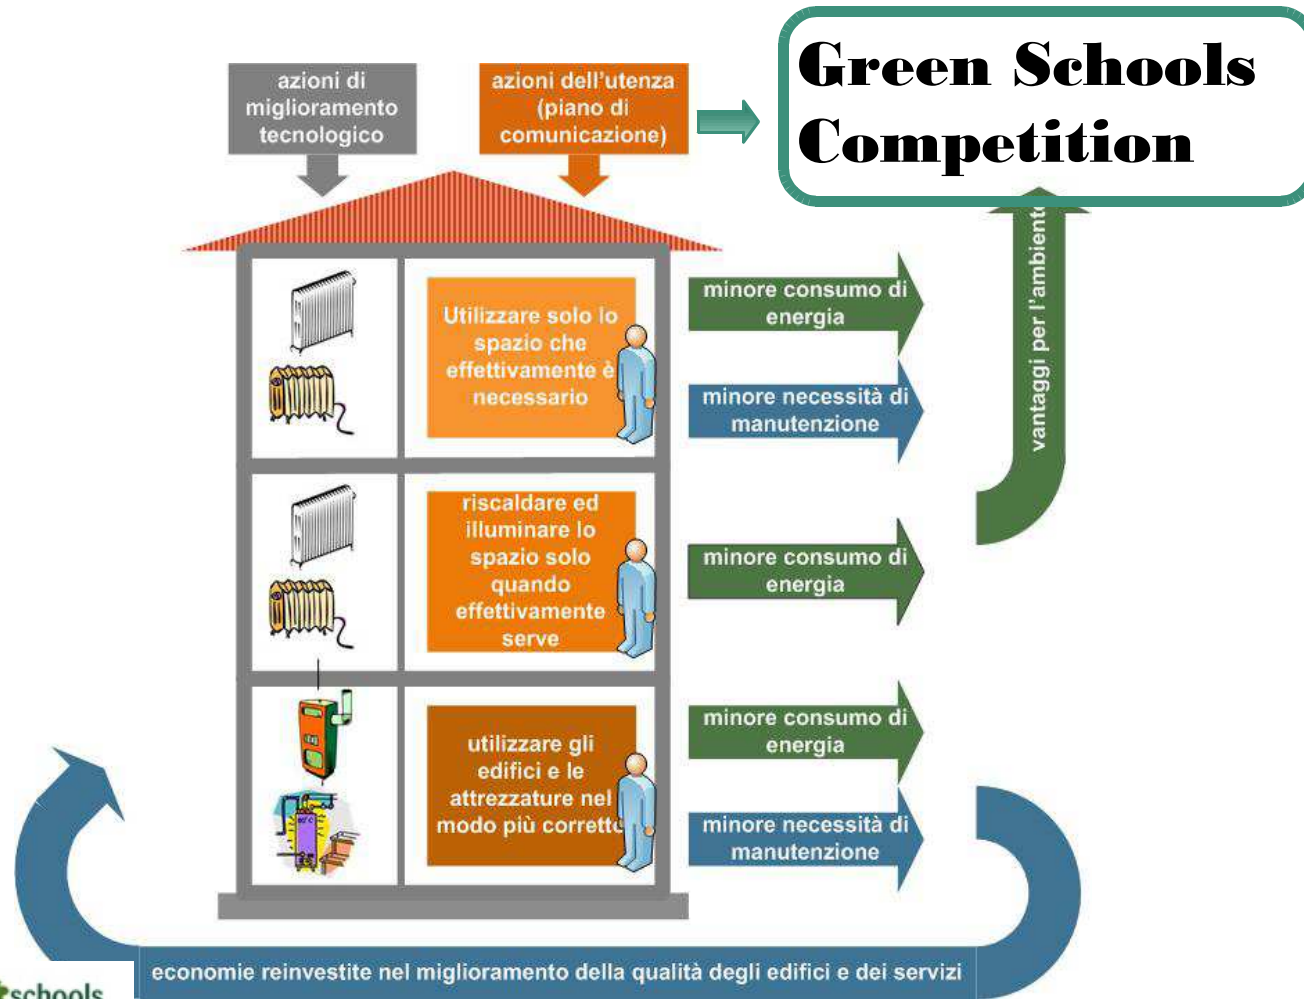 Green Schools
Competition
azioni di
miglioramento
tecnologico
azioni dell'utenza
(piano di
comunicazione)
Utilizzare solo lo
spazio che
effettivamente è
necessario
minore consumo di
energia
minore necessità di
manutenzione
vantaggi per l'ambiente
riscaldare ed
illuminare lo
spazio solo
quando
effettivamente
serve
minore consumo di
energia
utilizzare gli
edifici e le
attrezzature nel
modo più corretto
minore consumo di
energia
minore necessità di
manutenzione
economie reinvestite nel miglioramento della qualità degli edifici e dei servizi
schools